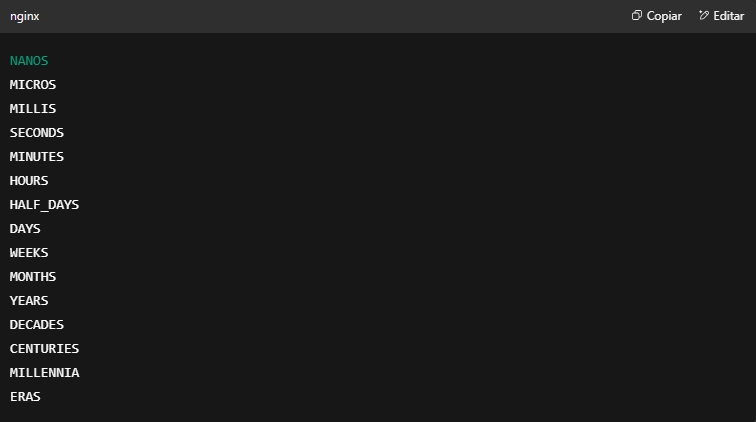 nginx Copiar Editar
NANOS
MICROS
MILLIS
SECONDS
MINUTES
HOURS
HALF_DAYS
DAYS
WEEKS
MONTHS
YEARS
DECADES
CENTURIES
MILLENNIA
ERAS